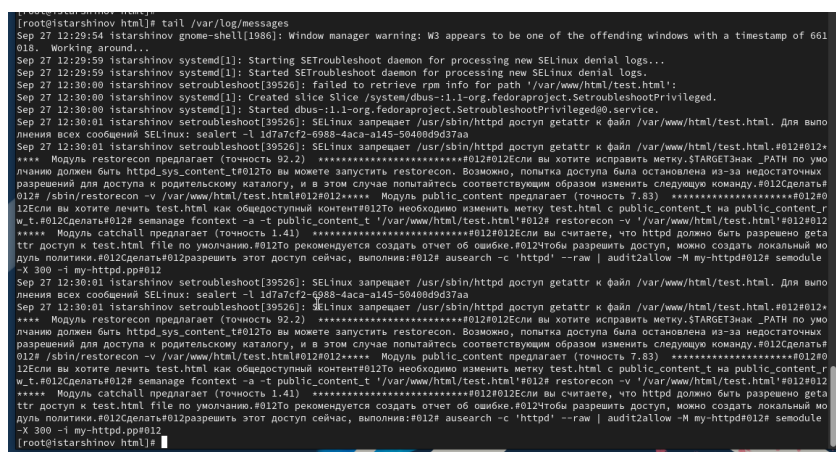 [root@istarshinov html]# tail /var/log/messages
Sep 27 12:29:54 istarshinov gnome-shell[1986]: Window manager warning: W3 appears to be one of the offending windows with a timestamp of 661
018.  Working around...
Sep 27 12:29:59 istarshinov systemd[1]: Starting SETroubleshoot daemon for processing new SELinux denial logs...
Sep 27 12:29:59 istarshinov systemd[1]: Started SETroubleshoot daemon for processing new SELinux denial logs.
Sep 27 12:30:00 istarshinov setroubleshoot[39526]: failed to retrieve rpm info for path '/var/www/html/test.html':
Sep 27 12:30:00 istarshinov systemd[1]: Created slice Slice /system/dbus-:1.1-org.fedoraproject.SetroubleshootPrivileged.
Sep 27 12:30:00 istarshinov systemd[1]: Started dbus-:1.1-org.fedoraproject.SetroubleshootPrivileged@0.service.
Sep 27 12:30:01 istarshinov setroubleshoot[39526]: SELinux запрещает /usr/sbin/httpd доступ getattr к файл /var/www/html/test.html. Для выпо
лнения всех сообщений SELinux: sealert -l 1d7a7cf2-6988-4aca-a145-50400d9d37aa
Sep 27 12:30:01 istarshinov setroubleshoot[39526]: SELinux запрещает /usr/sbin/httpd доступ getattr к файл /var/www/html/test.html.#012#012*
****  Модуль restorecon предлагает (точность 92.2)  *************************#012#012Если вы хотите исправить метку.$TARGETЗнак _PATH по умо
лчанию должен быть httpd_sys_content_t#012То вы можете запустить restorecon. Возможно, попытка доступа была остановлена из-за недостаточных
разрешений для доступа к родительскому каталогу, и в этом случае попытайтесь соответствующим образом изменить следующую команду.#012Сделать#
012# /sbin/restorecon -v /var/www/html/test.html#012#012*****  Модуль public_content предлагает (точность 7.83)  *********************#012#0
12Если вы хотите лечить test.html как общедоступный контент#012То необходимо изменить метку test.html с public_content_t на public_content_r
w_t.#012Сделать#012# semanage fcontext -a -t public_content_t '/var/www/html/test.html'#012# restorecon -v '/var/www/html/test.html'#012#012
*****  Модуль catchall предлагает (точность 1.41)  **************************#012#012Если вы считаете, что httpd должно быть разрешено geta
ttr доступ к test.html file по умолчанию.#012То рекомендуется создать отчет об ошибке.#012Чтобы разрешить доступ, можно создать локальный мо
дуль политики.#012Сделать#012разрешить этот доступ сейчас, выполнив:#012# ausearch -c 'httpd' --raw | audit2allow -M my-httpd#012# semodule
-X 300 -i my-httpd.pp#012
Sep 27 12:30:01 istarshinov setroubleshoot[39526]: SELinux запрещает /usr/sbin/httpd доступ getattr к файл /var/www/html/test.html. Для выпо
лнения всех сообщений SELinux: sealert -l 1d7a7cf2-6988-4aca-a145-50400d9d37aa
Sep 27 12:30:01 istarshinov setroubleshoot[39526]: SELinux запрещает /usr/sbin/httpd доступ getattr к файл /var/www/html/test.html.#012#012*
****  Модуль restorecon предлагает (точность 92.2)  *************************#012#012Если вы хотите исправить метку.$TARGETЗнак _PATH по умо
лчанию должен быть httpd_sys_content_t#012То вы можете запустить restorecon. Возможно, попытка доступа была остановлена из-за недостаточных
разрешений для доступа к родительскому каталогу, и в этом случае попытайтесь соответствующим образом изменить следующую команду.#012Сделать#
012# /sbin/restorecon -v /var/www/html/test.html#012#012*****  Модуль public_content предлагает (точность 7.83)  *********************#012#0
12Если вы хотите лечить test.html как общедоступный контент#012То необходимо изменить метку test.html с public_content_t на public_content_r
w_t.#012Сделать#012# semanage fcontext -a -t public_content_t '/var/www/html/test.html'#012# restorecon -v '/var/www/html/test.html'#012#012
*****  Модуль catchall предлагает (точность 1.41)  **************************#012#012Если вы считаете, что httpd должно быть разрешено geta
ttr доступ к test.html file по умолчанию.#012То рекомендуется создать отчет об ошибке.#012Чтобы разрешить доступ, можно создать локальный мо
дуль политики.#012Сделать#012разрешить этот доступ сейчас, выполнив:#012# ausearch -c 'httpd' --raw | audit2allow -M my-httpd#012# semodule
-X 300 -i my-httpd.pp#012
[root@istarshinov html]#